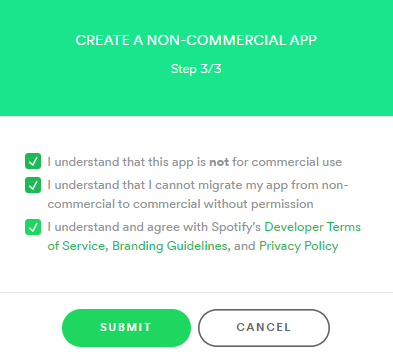 CREATE A NON-COMMERCIAL APP
Step 3/3
I understand that this app is not for commercial use
I understand that I cannot migrate my app from non-
commercial to commercial without permission
I understand and agree with Spotify's Developer Terms
of Service, Branding Guidelines, and Privacy Policy
SUBMIT
CANCEL